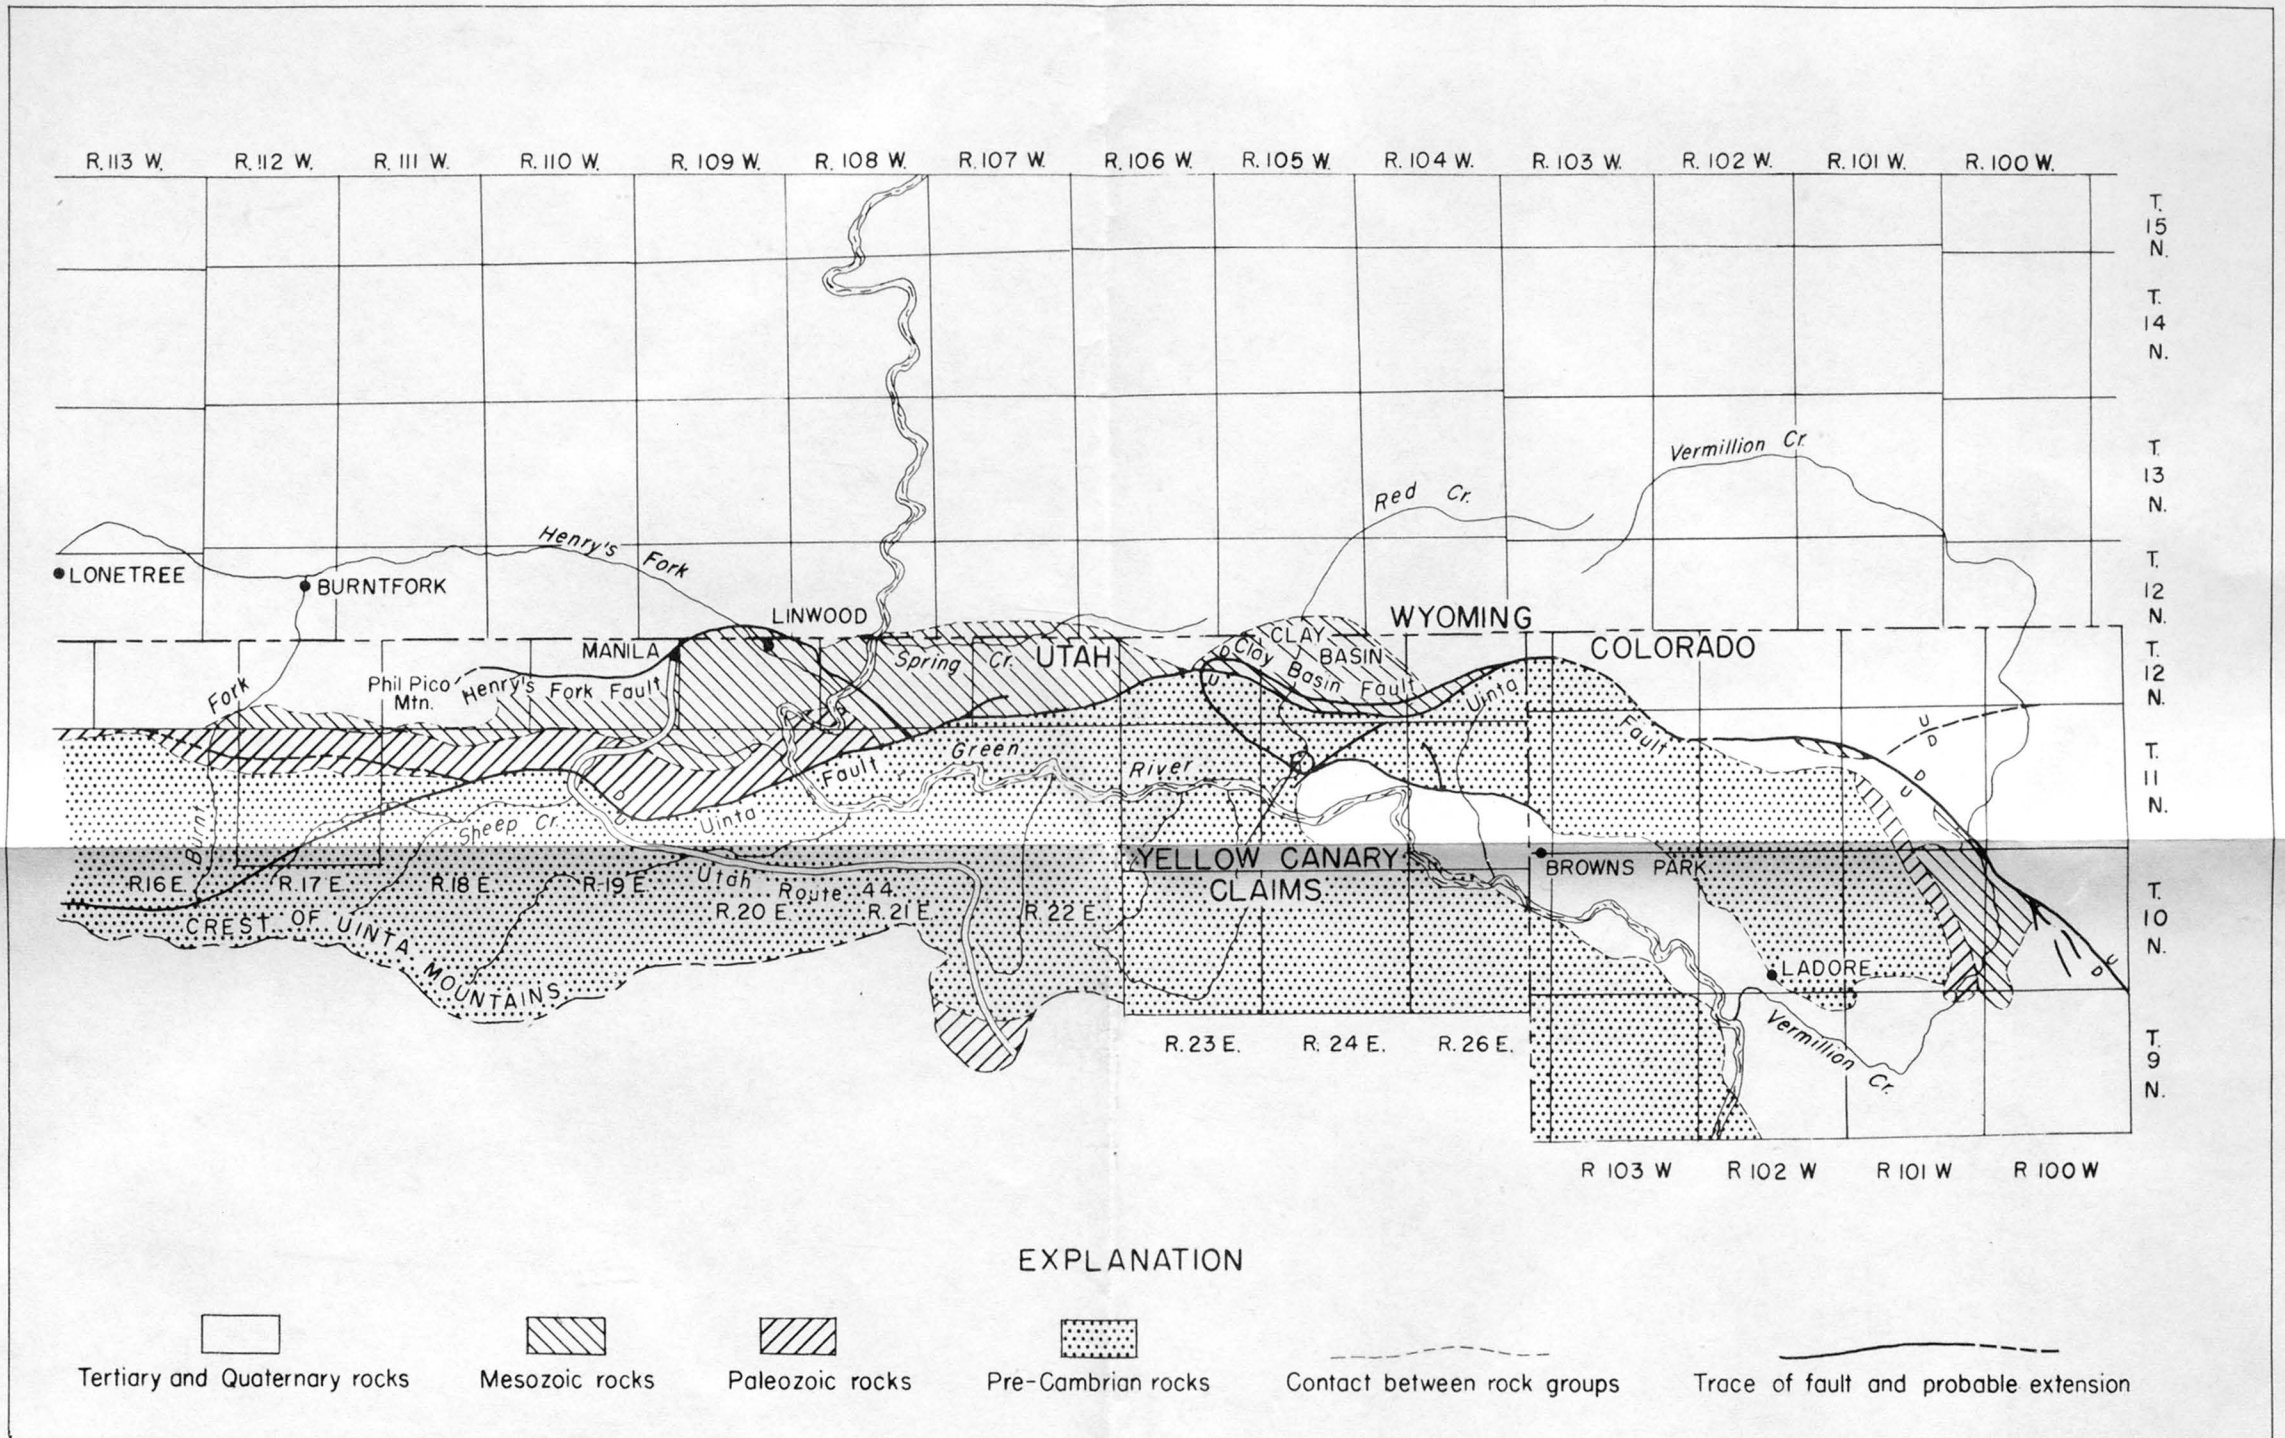 R. 113 W. R. 112 W. R. 111 W. R. 110 W. R. 109 W. R. 108 W. R. 107 W. R. 106 W. R. 105 W. R. 104 W. R. 103 W. R. 102 W. R. 101 W. R. 100 W.
T. 15 N.
T. 14 N.
T. 13 N.
T. 12 N.
T. 12 N.
T. 11 N.
T. 10 N.
T. 9 N.
Vermillion Cr.
Red Cr.
Henry's Fork
LONETREE
BURNTFORK
LINWOOD
WYOMING
MANILA
Spring Cr.
UTAH
CLAY
BASIN
Clay Basin Fault
COLORADO
Phil Pico
Mtn.
Henry's Fork Fault
Burnt Fork
Uinta Fault
Green River
Uinta Fault
U
D
U
D
D
U
D
U
U
D
Sheep Cr.
YELLOW CANARY
CLAIMS
BROWNS PARK
R.16 E. R.17 E. R.18 E. R.19 E. R.20 E. R.21 E. R.22 E.
Utah Route 44
CREST OF UINTA MOUNTAINS
LADORE
Vermillion Cr.
R. 23 E. R. 24 E. R. 26 E.
R 103 W R 102 W R 101 W R 100 W
EXPLANATION
Tertiary and Quaternary rocks
Mesozoic rocks
Paleozoic rocks
Pre-Cambrian rocks
Contact between rock groups
Trace of fault and probable extension